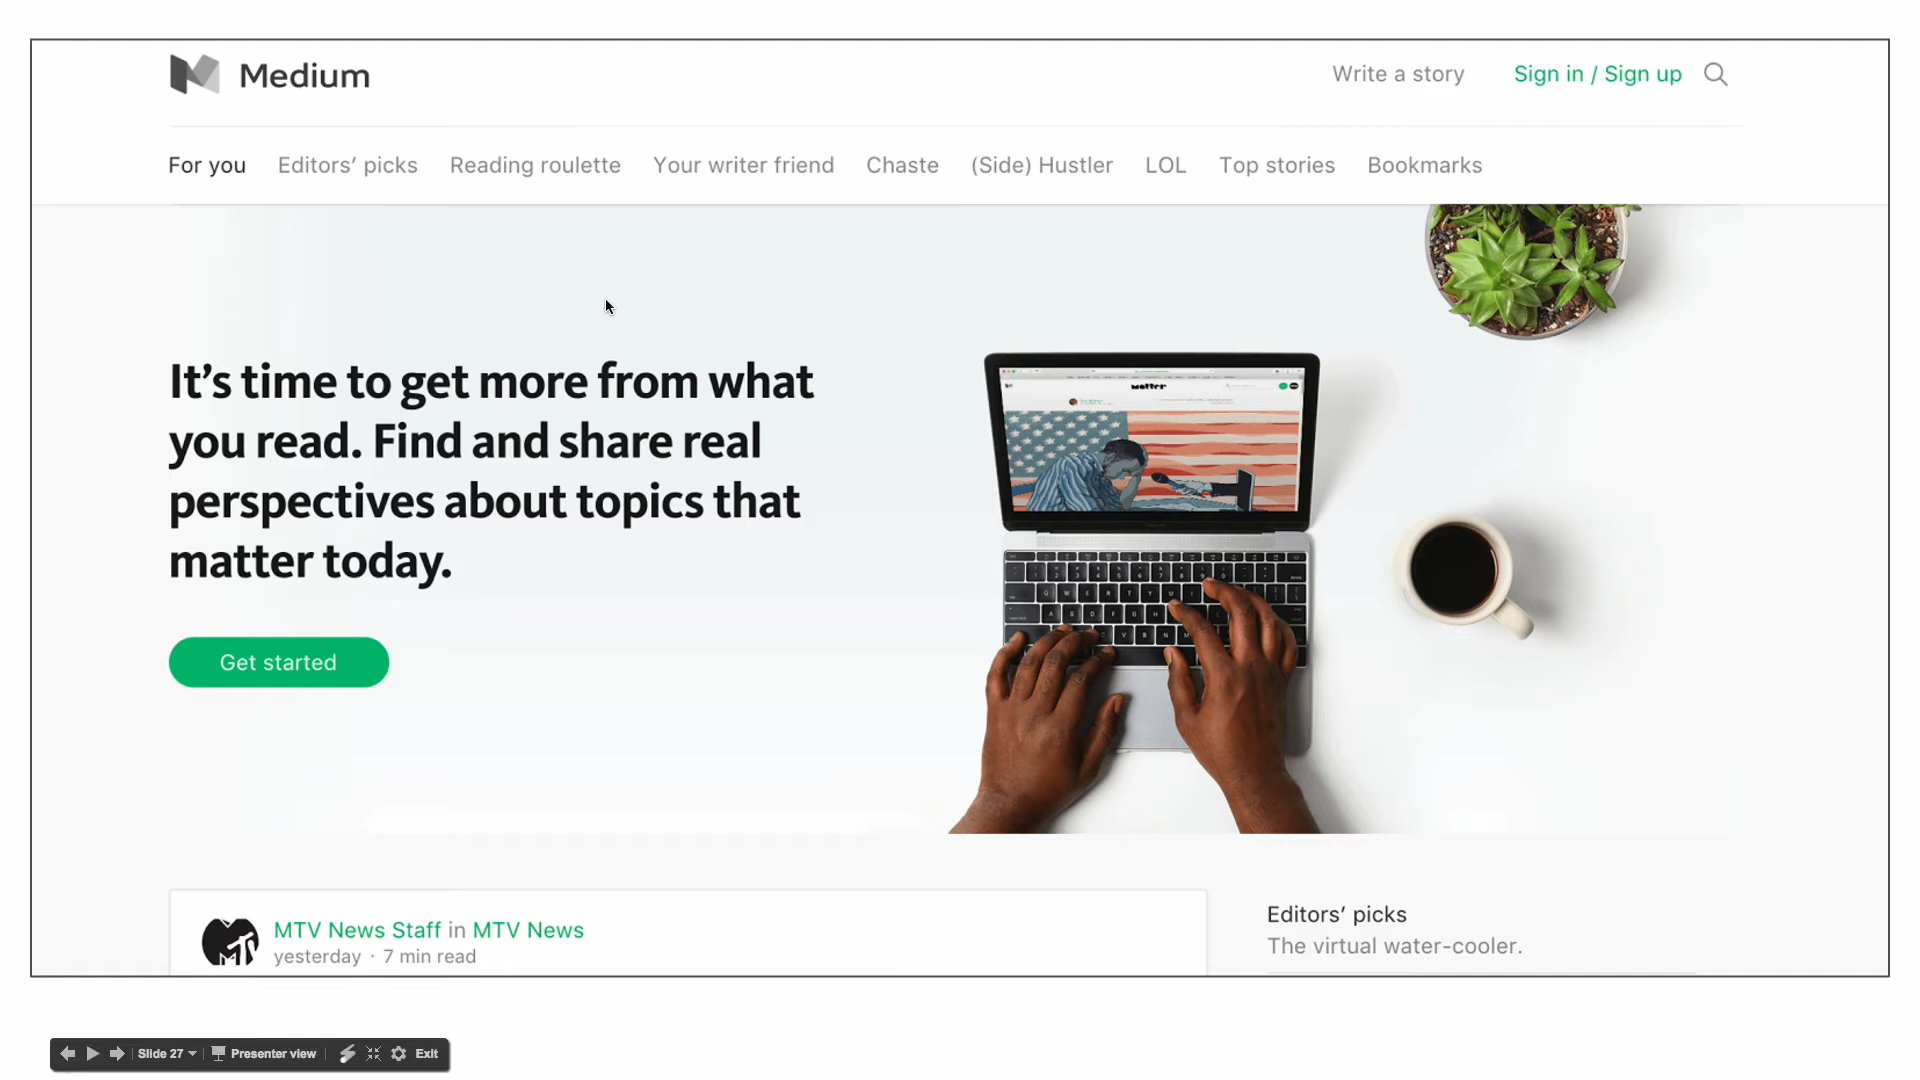 Medium
Write a story Sign in / Sign up
For you Editors’ picks Reading roulette Your writer friend Chaste (Side) Hustler LOL Top stories Bookmarks
It’s time to get more from what
you read. Find and share real
perspectives about topics that
matter today.
Get started
matter
MTV News Staff in MTV News
yesterday · 7 min read
Editors’ picks
The virtual water-cooler.
Slide 27 Presenter view Exit